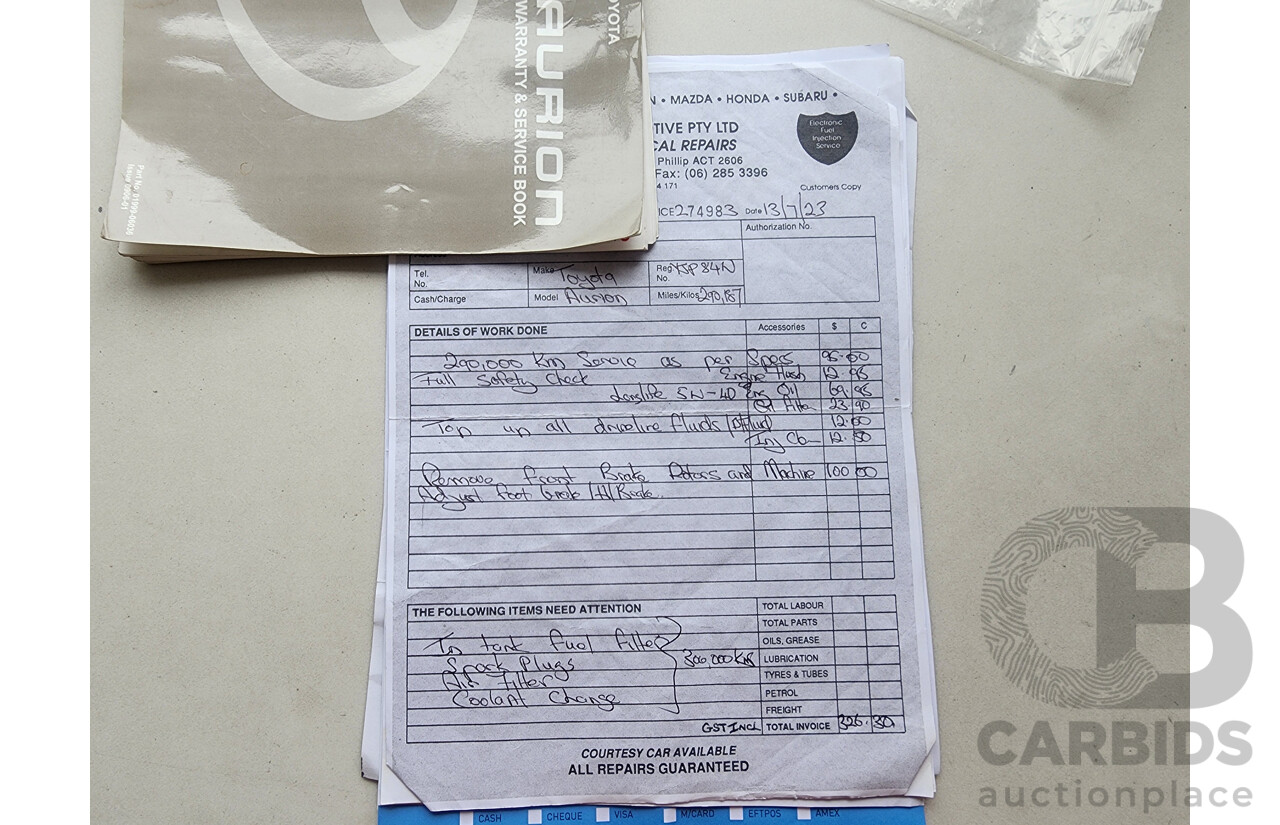 TOYOTA
AURION
WARRANTY & SERVICE BOOK
N • MAZDA • HONDA • SUBARU •
TIVE PTY LTD
CAL REPAIRS
Phillip ACT 2606
Fax: (06) 285 3396
4 171
Electronic
Fuel
Injection
Service
Customers Copy
ICE 274983 Date 13/7/23
Authorization No.
Tel.
No.
Make Toyota
Reg.
No.
Cash/Charge
Model Aurion
Miles/Kilos 290,187
DETAILS OF WORK DONE Accessories $ C
290,000 Km Service as per Specs 95.00
Full Safety Check Engine Flush 12 95
Longlife 5W-40 Eng Oil 69.95
Oil Filter 23 90
Top up all driveline fluids 12.00
12.50
Remove Front Brake Rotors and Machine 100 00
Adjust foot brake /H/Brake
THE FOLLOWING ITEMS NEED ATTENTION
In tank fuel filter
Spark Plugs
Air Filter
Coolant Change
300,000 Kms
TOTAL LABOUR
TOTAL PARTS
OILS, GREASE
LUBRICATION
TYRES & TUBES
PETROL
FREIGHT
GST INCL TOTAL INVOICE 326.30
COURTESY CAR AVAILABLE
ALL REPAIRS GUARANTEED
CASH CHEQUE VISA M/CARD EFTPOS AMEX
CB
CARBIDS
auctionplace